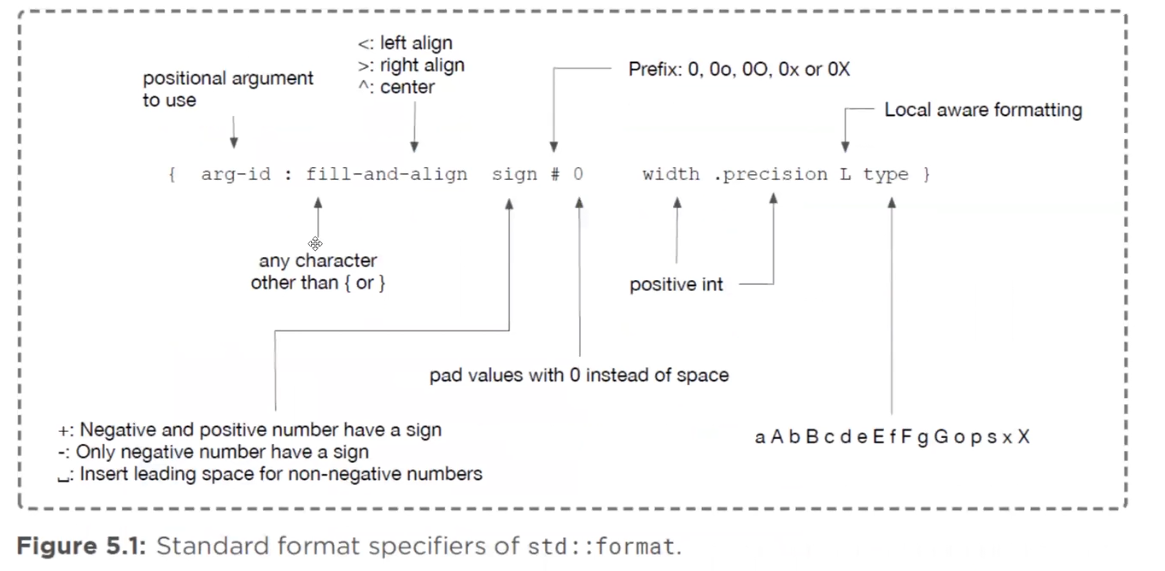 <: left align
>: right align
^: center
positional argument
to use
Prefix: 0, 0o, 0O, 0x or 0X
Local aware formatting
{ arg-id : fill-and-align sign # 0 width .precision L type }
any character
other than { or }
positive int
pad values with 0 instead of space
+: Negative and positive number have a sign
-: Only negative number have a sign
␣: Insert leading space for non-negative numbers
a A b B c d e E f F g G o p s x X
Figure 5.1: Standard format specifiers of std::format.